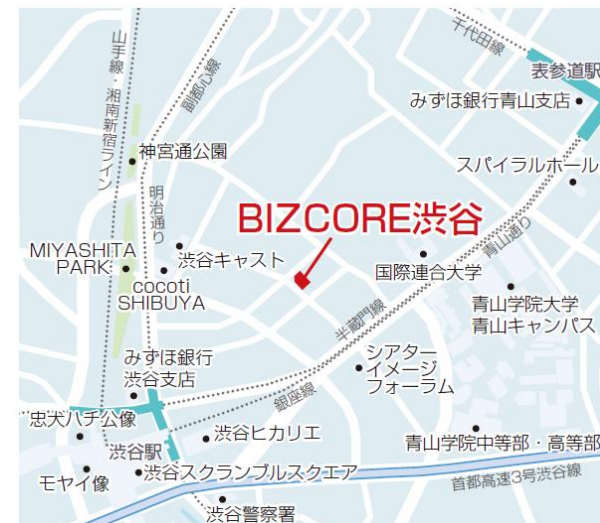 千代田線
表参道駅
みずほ銀行青山支店
山手線・湘南新宿ライン
副都心線
神宮通公園
スパイラルホール
明治通り
BIZCORE渋谷
青山通り
MIYASHITA
PARK
渋谷キャスト
cocoti
SHIBUYA
国際連合大学
半蔵門線
青山学院大学
青山キャンパス
みずほ銀行
渋谷支店
シアター
イメージ
フォーラム
銀座線
忠犬ハチ公像
渋谷駅
渋谷ヒカリエ
青山学院中等部・高等部
モヤイ像
渋谷スクランブルスクエア
首都高速3号渋谷線
渋谷警察署